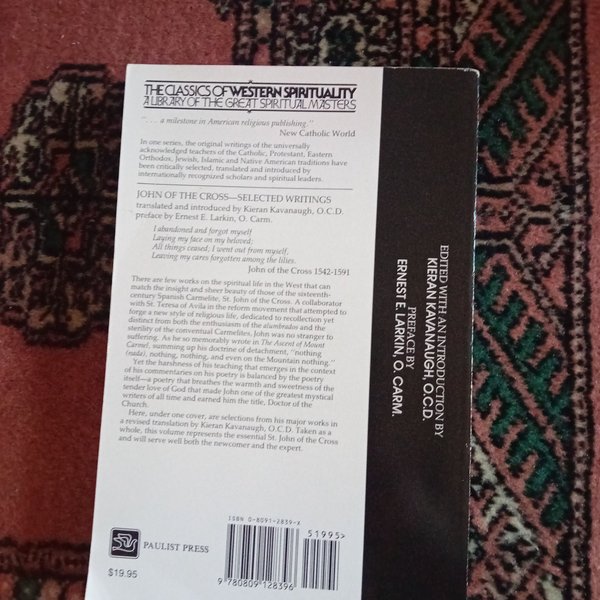 THE CLASSICS OF WESTERN SPIRITUALITY
A LIBRARY OF THE GREAT SPIRITUAL MASTERS
". . . a milestone in American religious publishing."
New Catholic World
In one series, the original writings of the universally
acknowledged teachers of the Catholic, Protestant, Eastern
Orthodox, Jewish, Islamic and Native American traditions have
been critically selected, translated and introduced by
internationally recognized scholars and spiritual leaders.
JOHN OF THE CROSS—SELECTED WRITINGS
translated and introduced by Kieran Kavanaugh, O.C.D.
preface by Ernest E. Larkin, O. Carm.
I abandoned and forgot myself
Laying my face on my beloved;
All things ceased; I went out from myself,
Leaving my cares forgotten among the lilies.
John of the Cross 1542-1591
There are few works on the spiritual life in the West that can
match the insight and sheer beauty of those of the sixteenth-
century Spanish Carmelite, St. John of the Cross. A collaborator
with St. Teresa of Avila in the reform movement that attempted to
forge a new style of religious life, dedicated to recollection yet
distinct from both the enthusiasm of the alumbrados and the
sterility of the conventual Carmelites, John was no stranger to
suffering. As he so memorably wrote in The Ascent of Mount
Carmel, summing up his doctrine of detachment, "nothing
(nada), nothing, nothing, and even on the Mountain nothing."
Yet the harshness of his teaching that emerges in the context
of his commentaries on his poetry is balanced by the poetry
itself—a poetry that breathes the warmth and sweetness of the
tender love of God that made John one of the greatest mystical
writers of all time and earned him the title, Doctor of the
Church.
Here, under one cover, are selections from his major works in
a revised translation by Kieran Kavanaugh, O.C.D. Taken as a
whole, this volume represents the essential St. John of the Cross
and will serve well both the newcomer and the expert.
PAULIST PRESS
$19.95
ISBN 0-8091-2839-X
51995>
9 780809 128396
EDITED WITH AN INTRODUCTION BY
KIERAN KAVANAUGH, O.C.D.
PREFACE BY
ERNEST E. LARKIN, O. CARM.